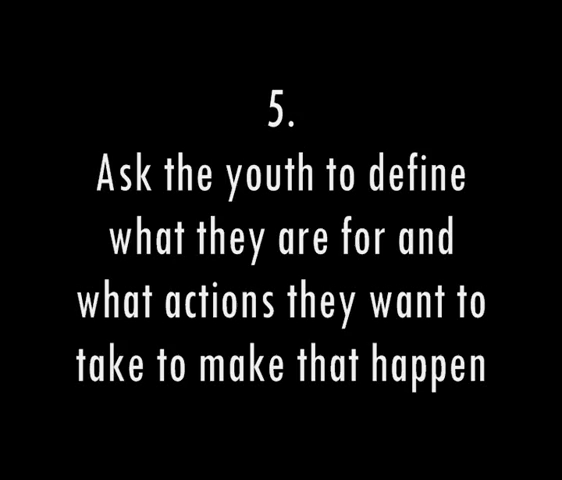 5.
Ask the youth to define
what they are for and
what actions they want to
take to make that happen